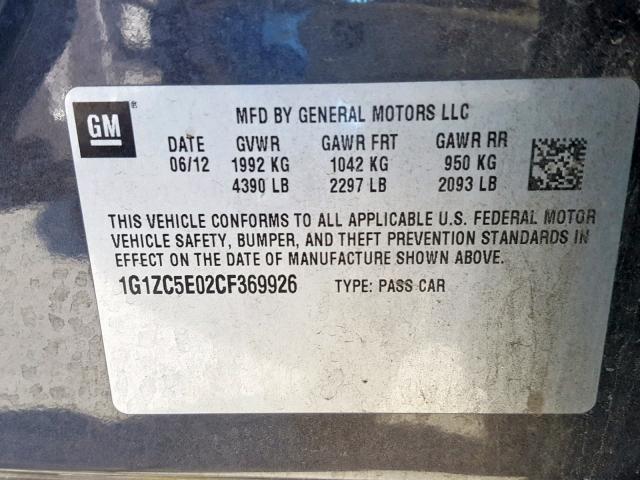 GM ®
MFD BY GENERAL MOTORS LLC
DATE GVWR GAWR FRT GAWR RR
06/12 1992 KG 1042 KG 950 KG
4390 LB 2297 LB 2093 LB
THIS VEHICLE CONFORMS TO ALL APPLICABLE U.S. FEDERAL MOTOR
VEHICLE SAFETY, BUMPER, AND THEFT PREVENTION STANDARDS IN
EFFECT ON THE DATE OF MANUFACTURE SHOWN ABOVE.
1G1ZC5E02CF369926 TYPE: PASS CAR